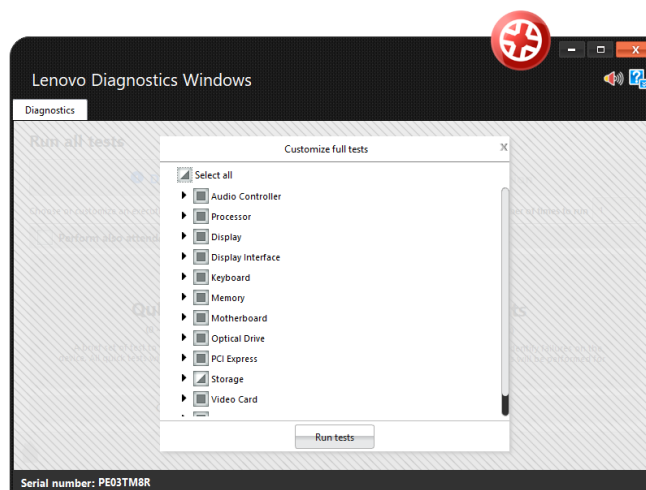 Lenovo Diagnostics Windows
Diagnostics
Run all tests
Customize full tests
X
Select all
Audio Controller
Processor
Display
Display Interface
Keyboard
Memory
Motherboard
Optical Drive
PCI Express
Storage
Video Card
Run tests
Serial number: PE03TM8R